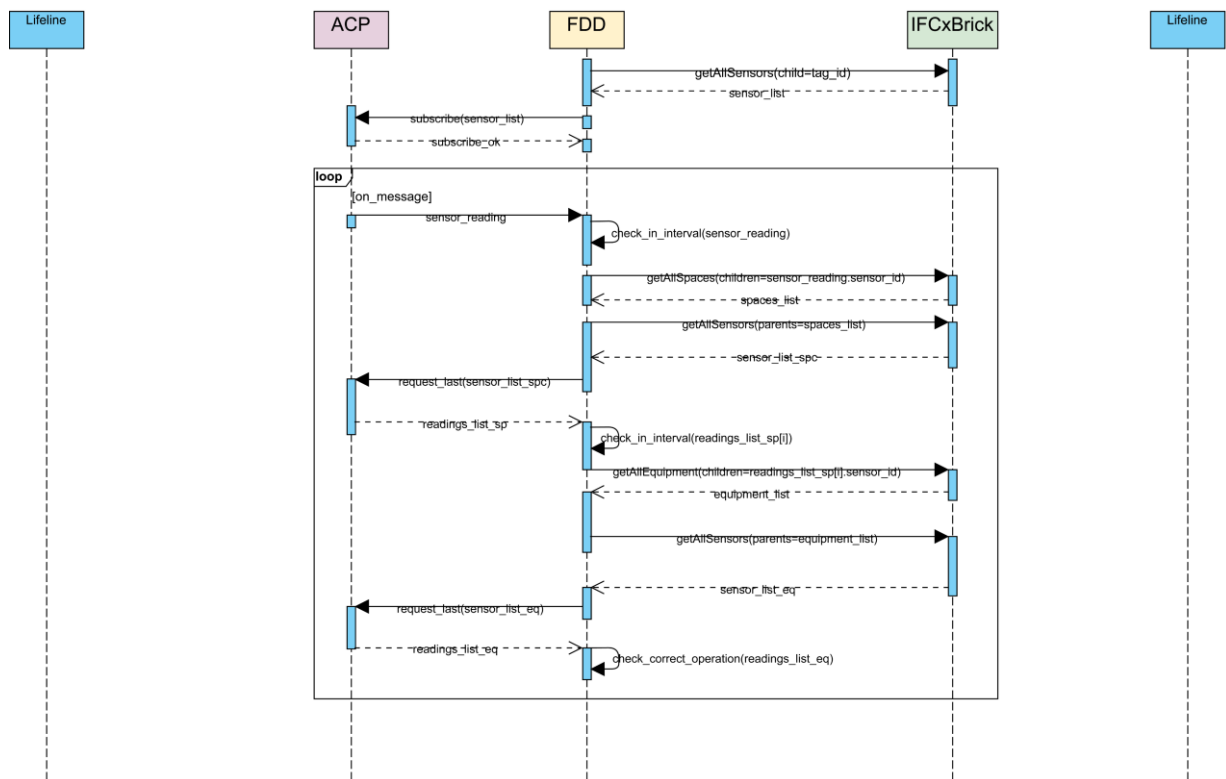 Lifeline
ACP
FDD
IFCxBrick
Lifeline
getAllSensors(child=tag_id)
sensor_list
subscribe(sensor_list)
subscribe_ok
loop
[on_message]
sensor_reading
check_in_interval(sensor_reading)
getAllSpaces(children=sensor_reading.sensor_id)
spaces_list
getAllSensors(parents=spaces_list)
sensor_list_spc
request_last(sensor_list_spc)
readings_list_sp
check_in_interval(readings_list_sp[i])
getAllEquipment(children=readings_list_sp[i].sensor_id)
equipment_list
getAllSensors(parents=equipment_list)
sensor_list_eq
request_last(sensor_list_eq)
readings_list_eq
check_correct_operation(readings_list_eq)